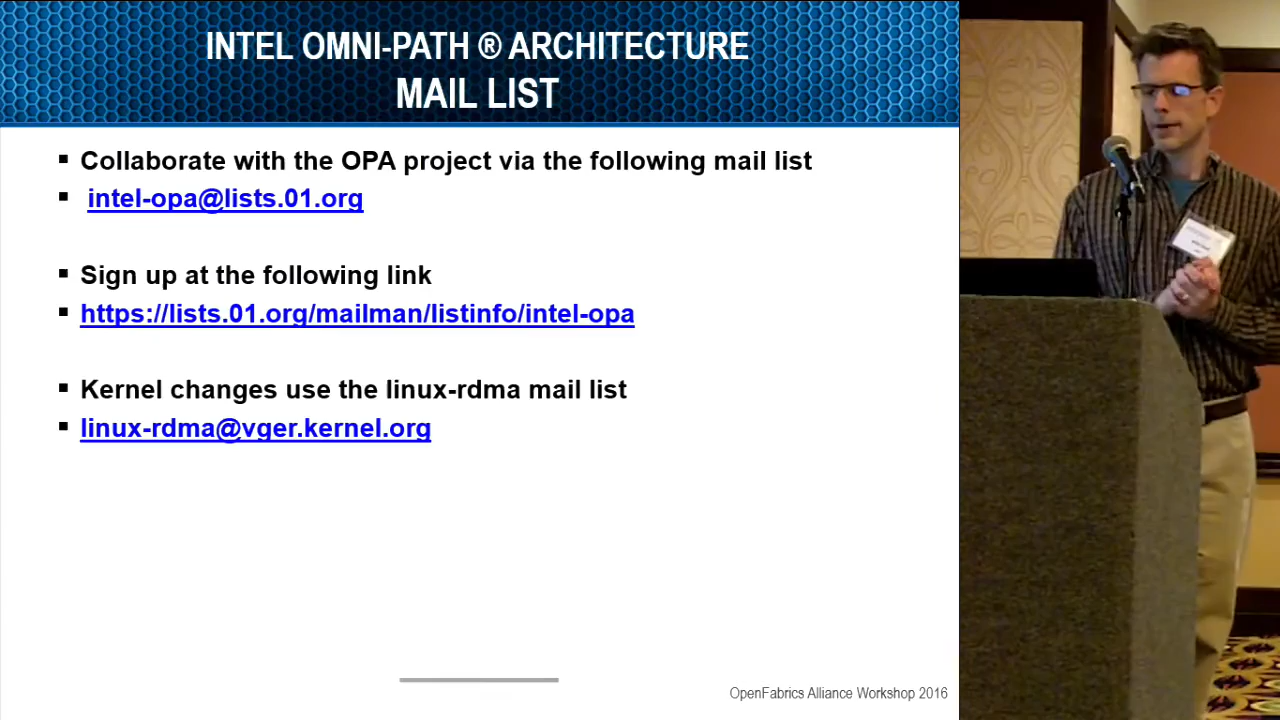 INTEL OMNI-PATH ® ARCHITECTURE
MAIL LIST
▪ Collaborate with the OPA project via the following mail list
▪ intel-opa@lists.01.org
▪ Sign up at the following link
▪ https://lists.01.org/mailman/listinfo/intel-opa
▪ Kernel changes use the linux-rdma mail list
▪ linux-rdma@vger.kernel.org
OpenFabrics Alliance Workshop 2016